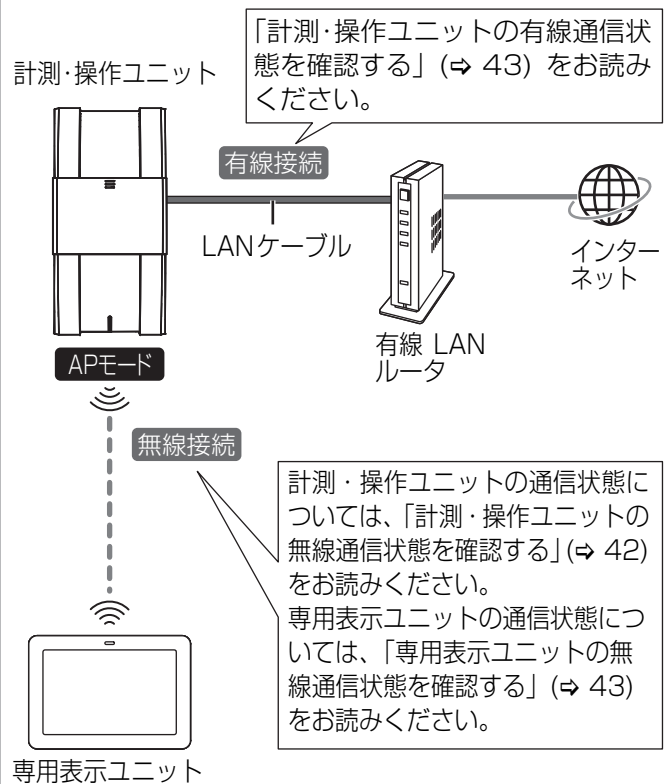 「計測･操作ユニットの有線通信状
態を確認する」(⇨ 43) をお読み
ください。
計測･操作ユニット
有線接続
LANケーブル
インター
ネット
有線 LAN
ルータ
APモード
無線接続
計測・操作ユニットの通信状態に
ついては、「計測・操作ユニットの
無線通信状態を確認する」(⇨ 42)
をお読みください。
専用表示ユニットの通信状態につ
いては、「専用表示ユニットの無
線通信状態を確認する」(⇨ 43)
をお読みください。
専用表示ユニット